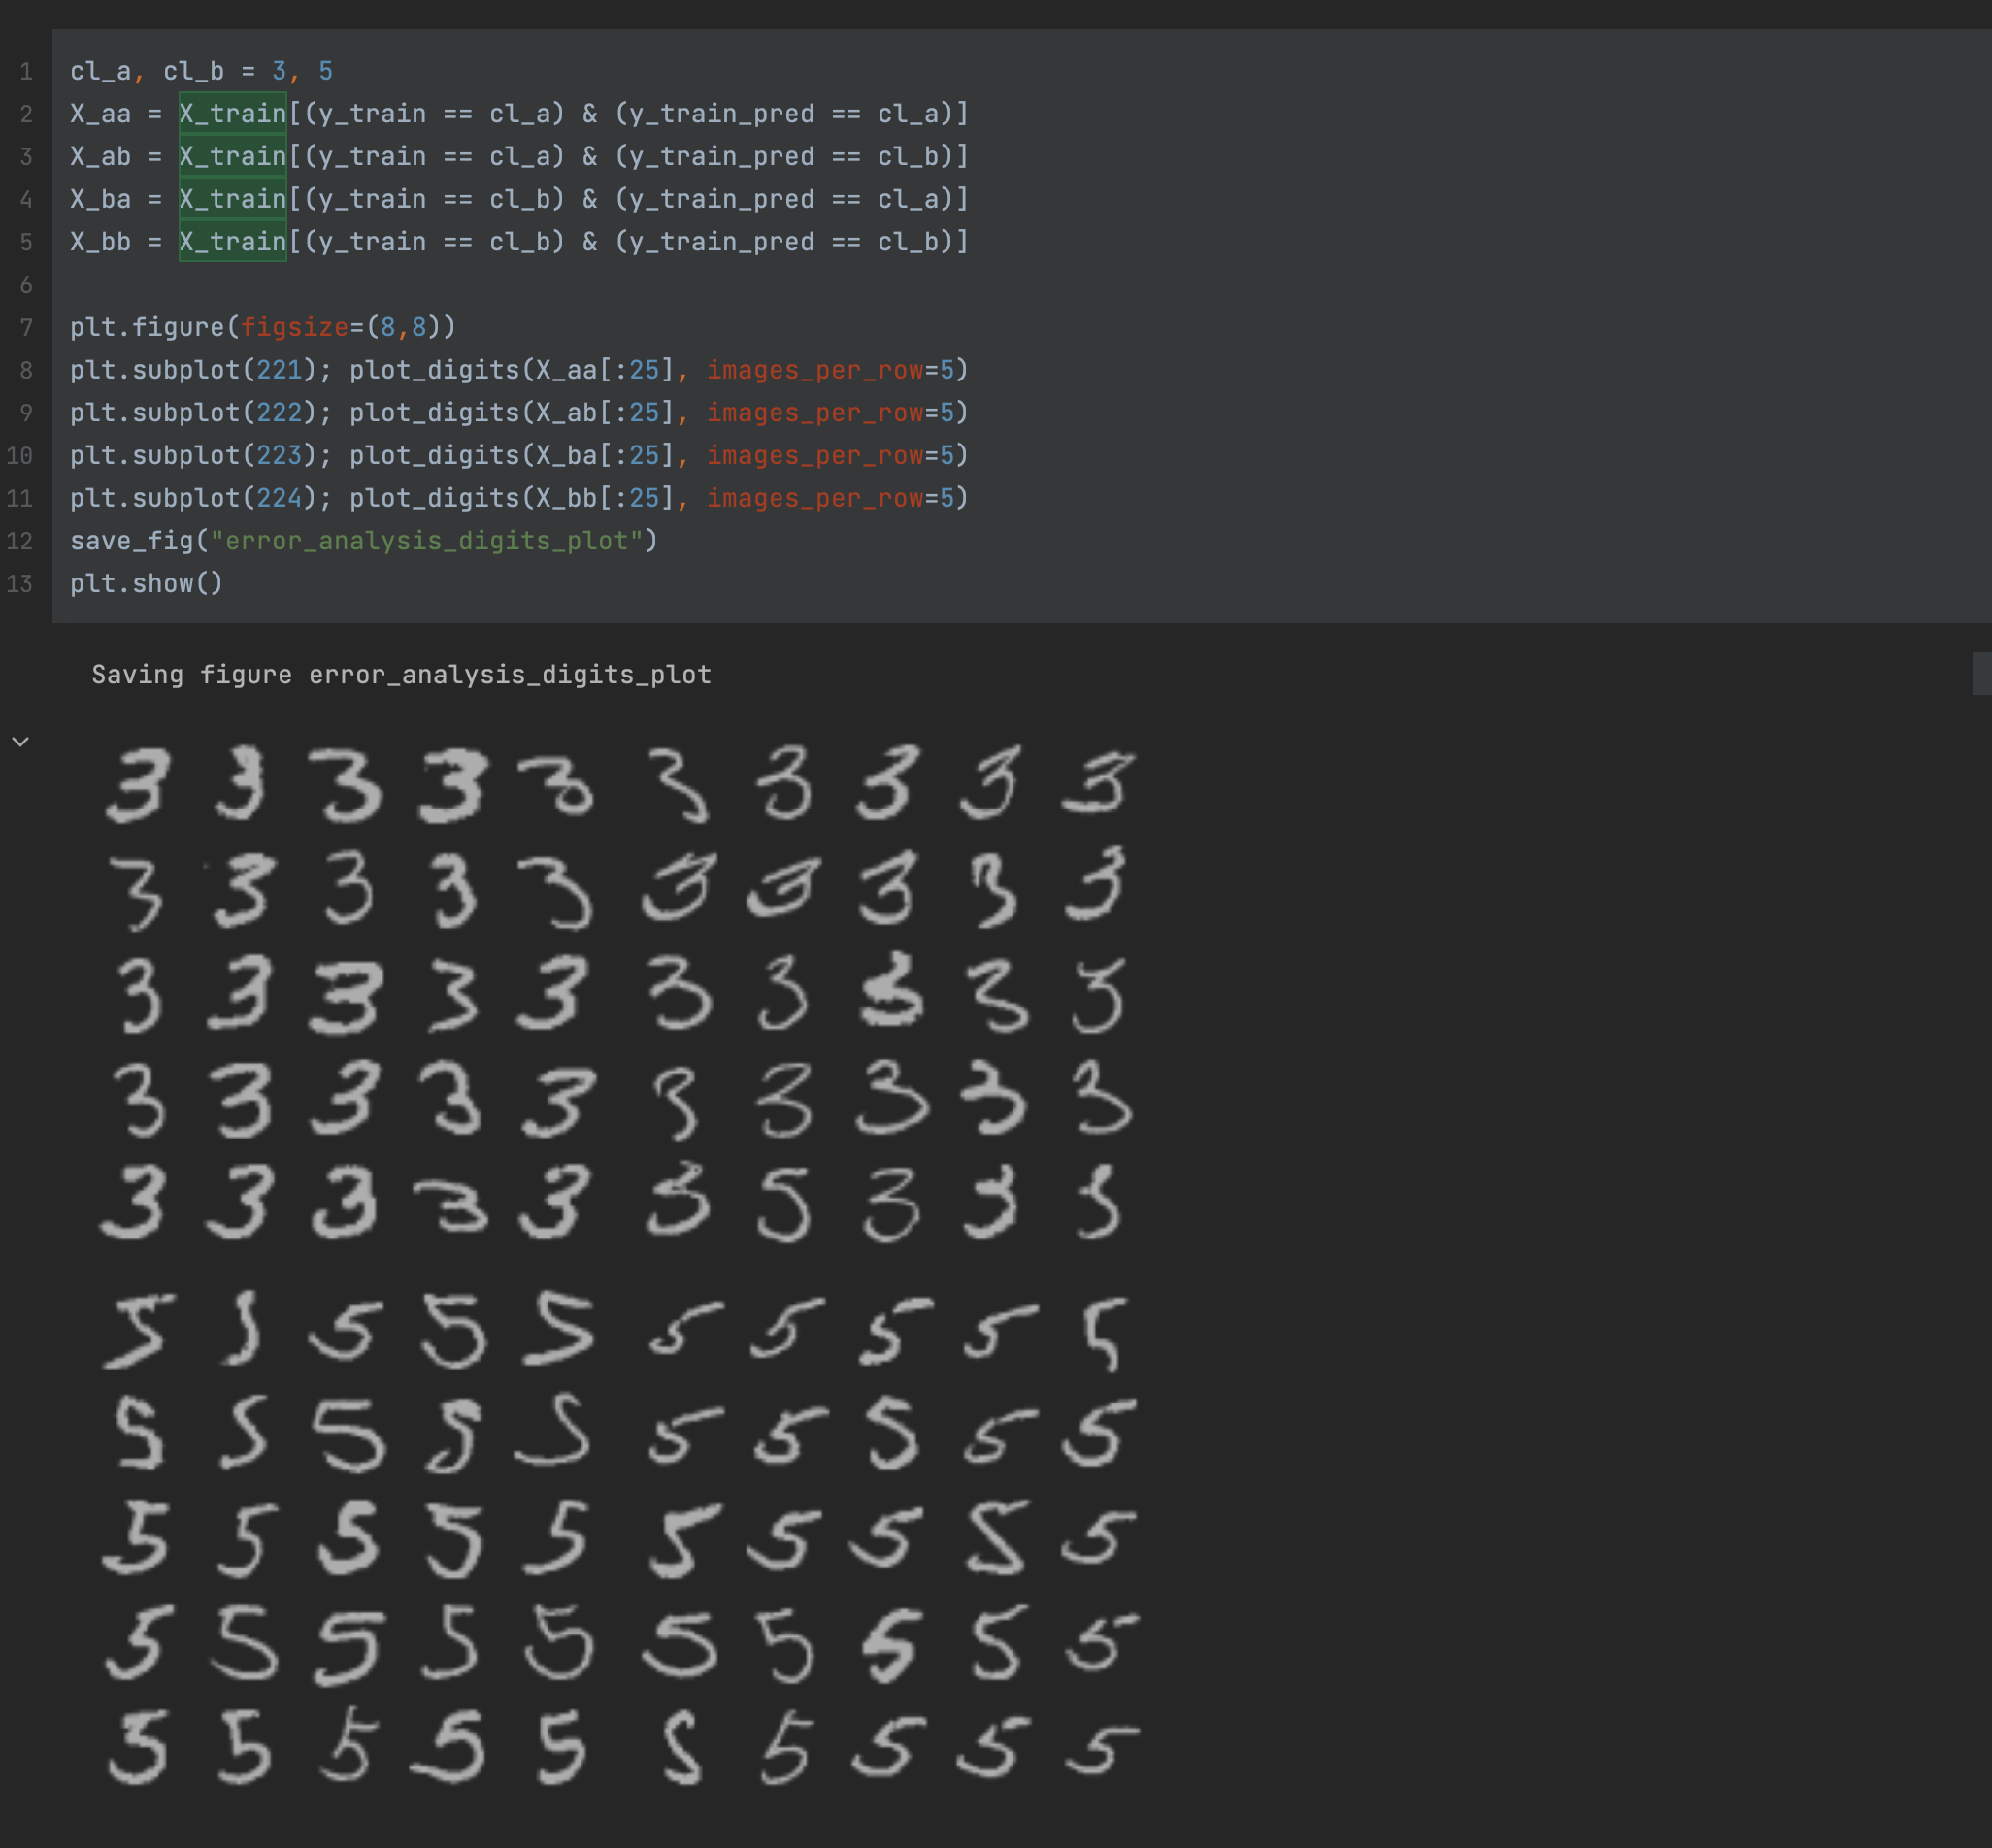 1 cl_a, cl_b = 3, 5
2 X_aa = X_train[(y_train == cl_a) & (y_train_pred == cl_a)]
3 X_ab = X_train[(y_train == cl_a) & (y_train_pred == cl_b)]
4 X_ba = X_train[(y_train == cl_b) & (y_train_pred == cl_a)]
5 X_bb = X_train[(y_train == cl_b) & (y_train_pred == cl_b)]
6
7 plt.figure(figsize=(8,8))
8 plt.subplot(221); plot_digits(X_aa[:25], images_per_row=5)
9 plt.subplot(222); plot_digits(X_ab[:25], images_per_row=5)
10 plt.subplot(223); plot_digits(X_ba[:25], images_per_row=5)
11 plt.subplot(224); plot_digits(X_bb[:25], images_per_row=5)
12 save_fig("error_analysis_digits_plot")
13 plt.show()
Saving figure error_analysis_digits_plot
3 3 3 3 3 3 3 3 3 3
3 3 3 3 3 3 3 3 3 3
3 3 3 3 3 3 3 3 3 3
3 3 3 3 3 3 3 3 3 3
3 3 3 3 3 3 3 3 3 3
5 5 5 5 5 5 5 5 5 5
5 5 5 5 5 5 5 5 5 5
5 5 5 5 5 5 5 5 5 5
5 5 5 5 5 5 5 5 5 5
5 5 5 5 5 5 5 5 5 5